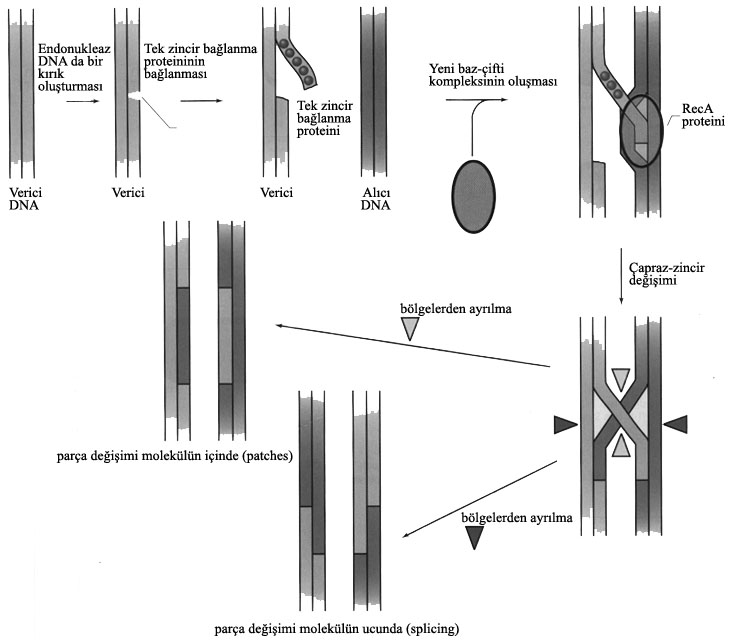 Endonukleaz
DNA da bir
kırık
oluşturması
Tek zincir bağlanma
proteininin
bağlanması
Tek zincir
bağlanma
proteini
Yeni baz-çifti
kompleksinin oluşması
RecA
proteini
Verici
DNA
Verici
Verici
Alıcı
DNA
Çapraz-zincir
değişimi
bölgelerden ayrılma
parça değişimi molekülün içinde (patches)
bölgelerden ayrılma
parça değişimi molekülün ucunda (splicing)